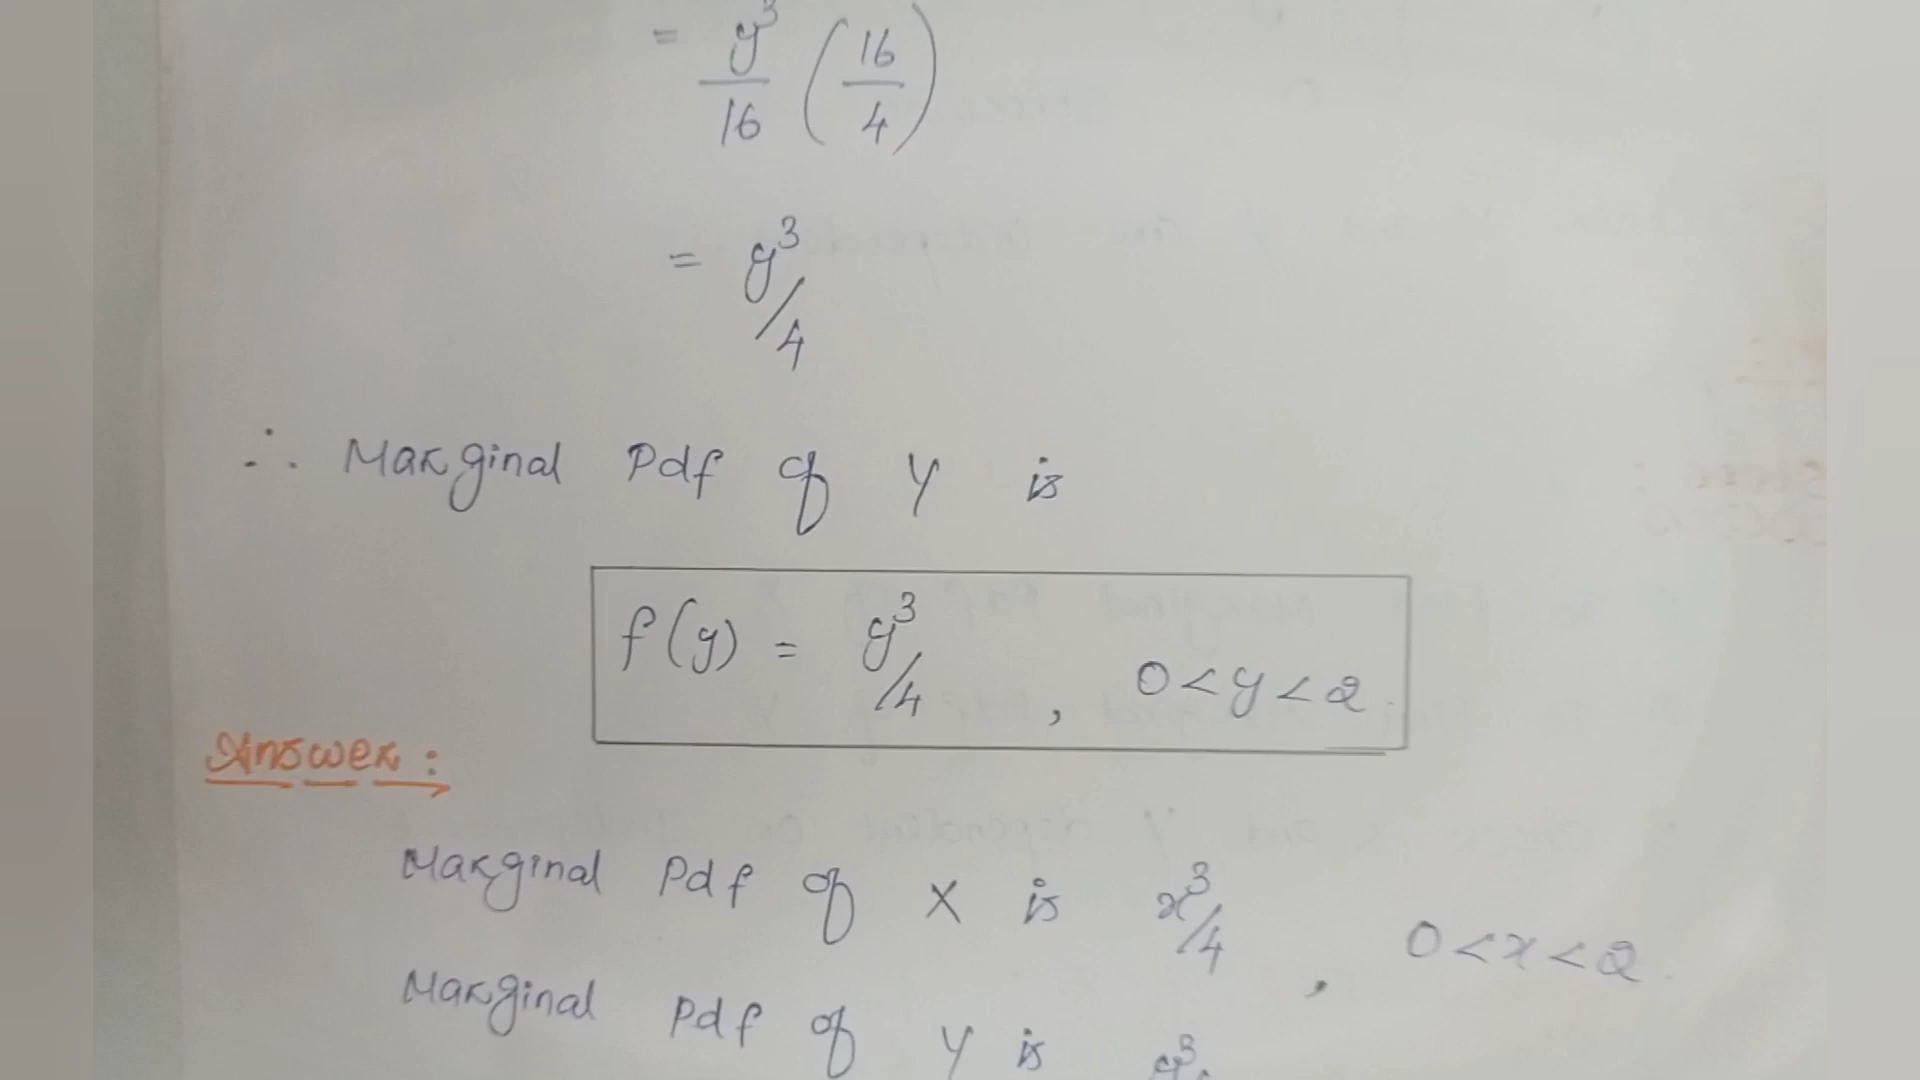 = y³/16 (16/4)
= y³/4
∴ Marginal Pdf of Y is
f(y) = y³/4 , 0<y<2
Answer :
Marginal Pdf of X is x³/4 , 0<x<2
Marginal Pdf of Y is